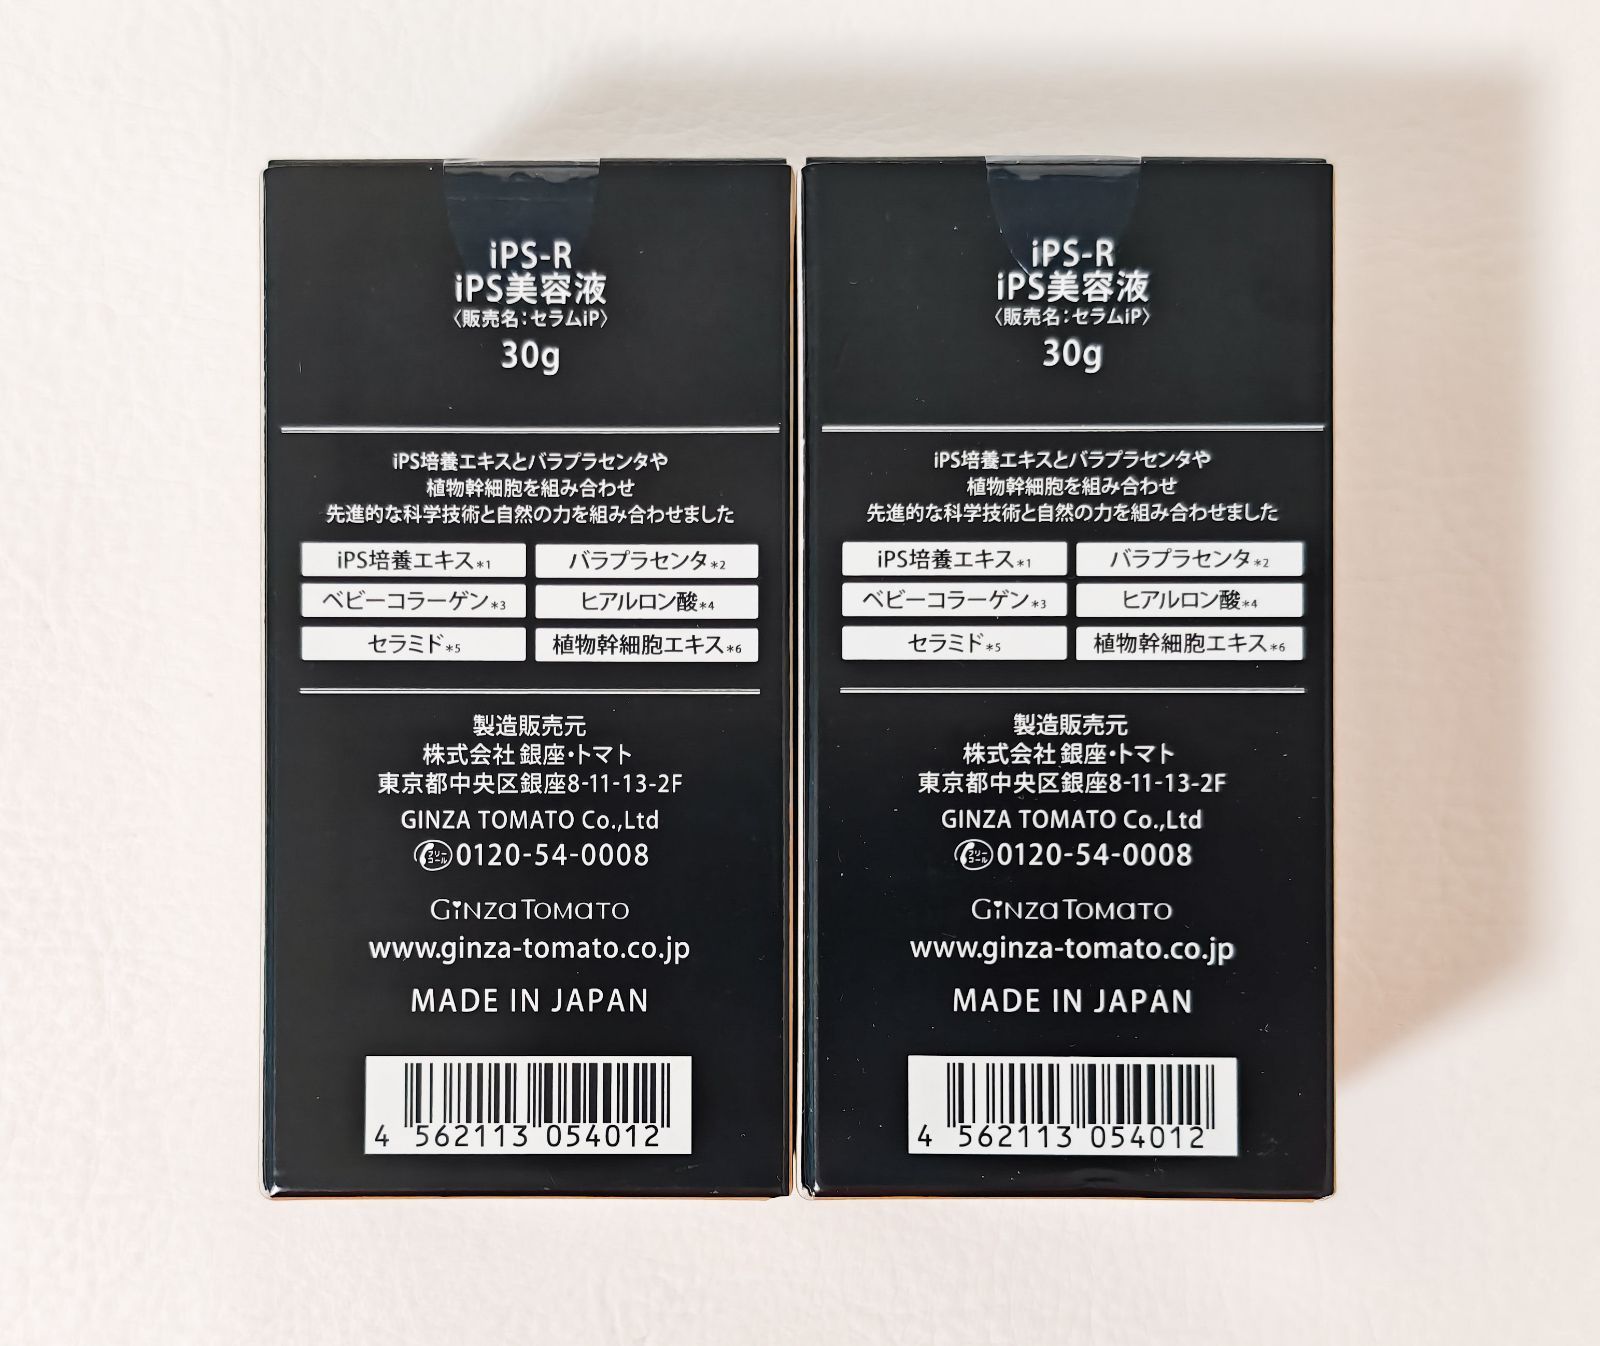 iPS-R
iPS美容液
〈販売名：セラムiP〉
30g
iPS培養エキスとバラプラセンタや
植物幹細胞を組み合わせ
先進的な科学技術と自然の力を組み合わせました
iPS培養エキス*1 バラプラセンタ*2
ベビーコラーゲン*3 ヒアルロン酸*4
セラミド*5 植物幹細胞エキス*6
製造販売元
株式会社 銀座・トマト
東京都中央区銀座8-11-13-2F
GINZA TOMATO Co.,Ltd
フリーコール 0120-54-0008
GINZA TOMATO
www.ginza-tomato.co.jp
MADE IN JAPAN
4 562113 054012
iPS-R
iPS美容液
〈販売名：セラムiP〉
30g
iPS培養エキスとバラプラセンタや
植物幹細胞を組み合わせ
先進的な科学技術と自然の力を組み合わせました
iPS培養エキス*1 バラプラセンタ*2
ベビーコラーゲン*3 ヒアルロン酸*4
セラミド*5 植物幹細胞エキス*6
製造販売元
株式会社 銀座・トマト
東京都中央区銀座8-11-13-2F
GINZA TOMATO Co.,Ltd
フリーコール 0120-54-0008
GINZA TOMATO
www.ginza-tomato.co.jp
MADE IN JAPAN
4 562113 054012